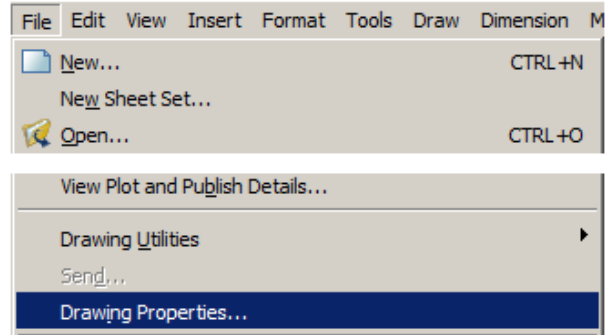 File Edit View Insert Format Tools Draw Dimension M
New... CTRL+N
New Sheet Set...
Open... CTRL+O
View Plot and Publish Details...
Drawing Utilities
Send...
Drawing Properties...